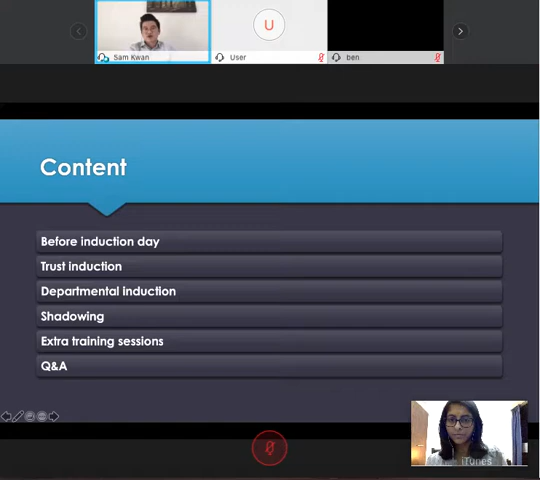 U
Sam Kwan
User
ben
Content
Before induction day
Trust induction
Departmental induction
Shadowing
Extra training sessions
Q&A
iTunes